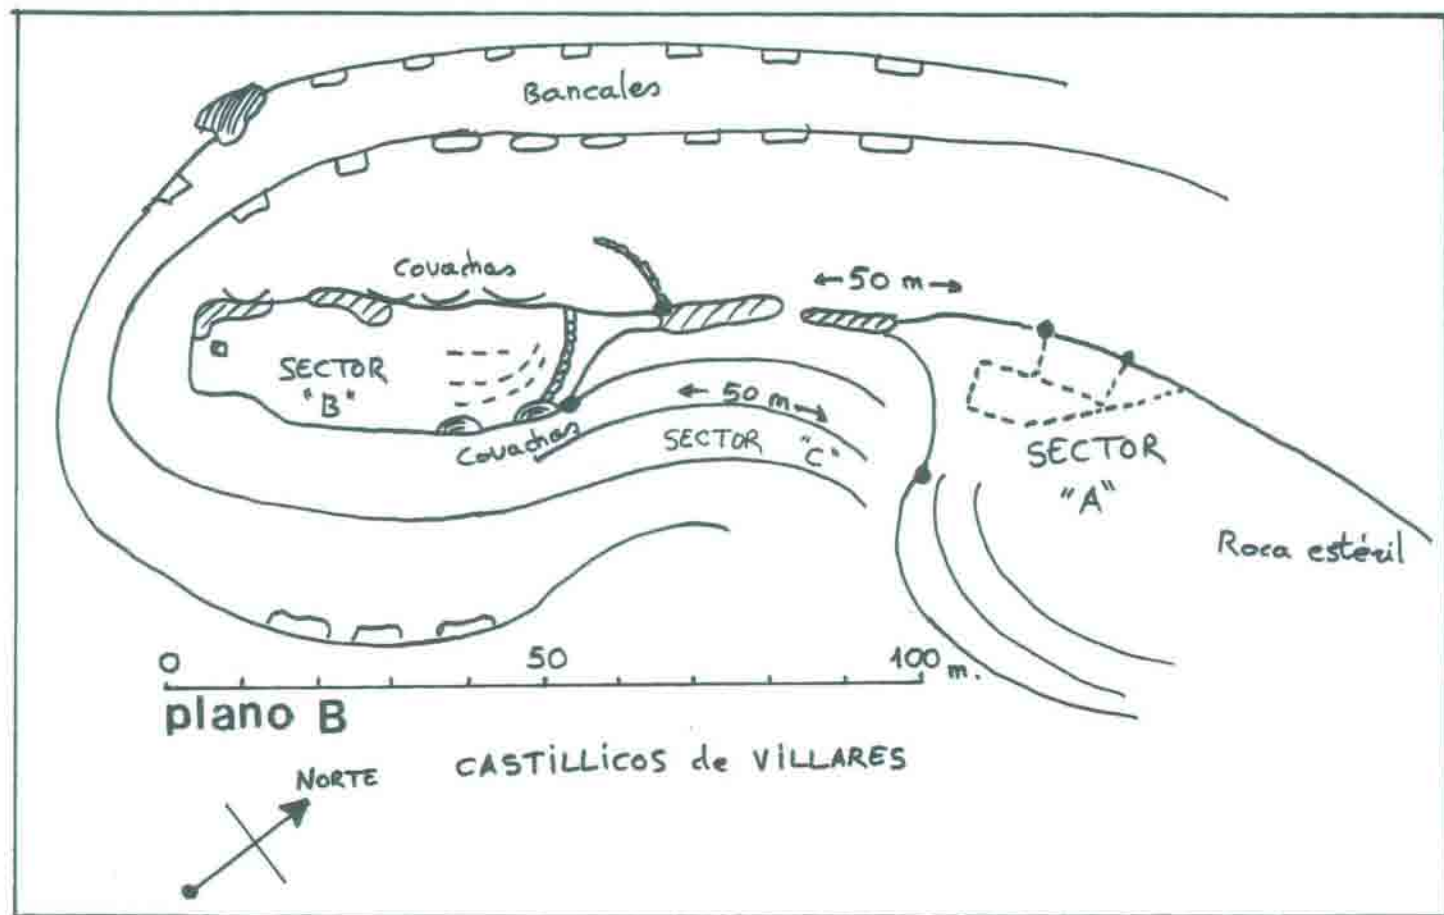 Bancales
Covachas
←50 m→
SECTOR
"B"
←50 m→
Covachas
SECTOR "C"
SECTOR
"A"
Roca estéril
0 50 100 m.
plano B
CASTiLLiCOS de ViLLARES
NORTE